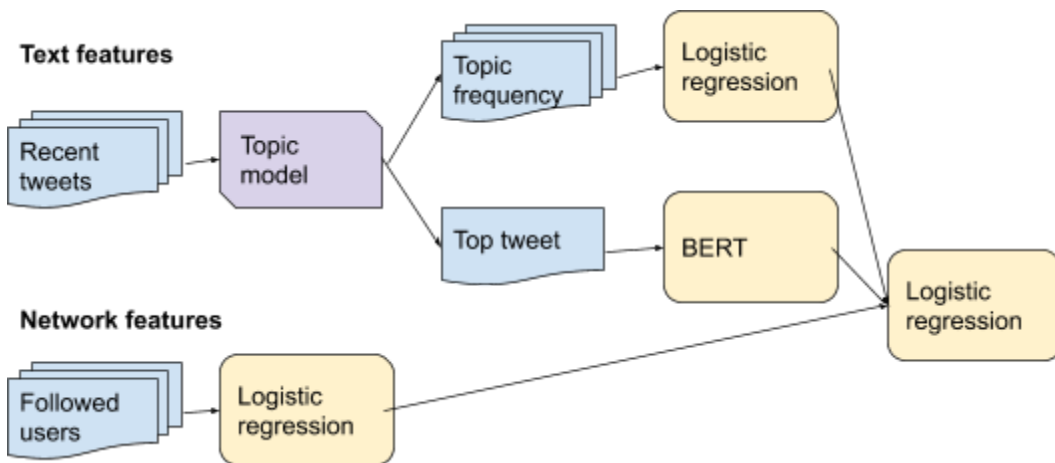 Text features
Recent
tweets
Topic
model
Topic
frequency
Logistic
regression
Top tweet
BERT
Logistic
regression
Network features
Followed
users
Logistic
regression